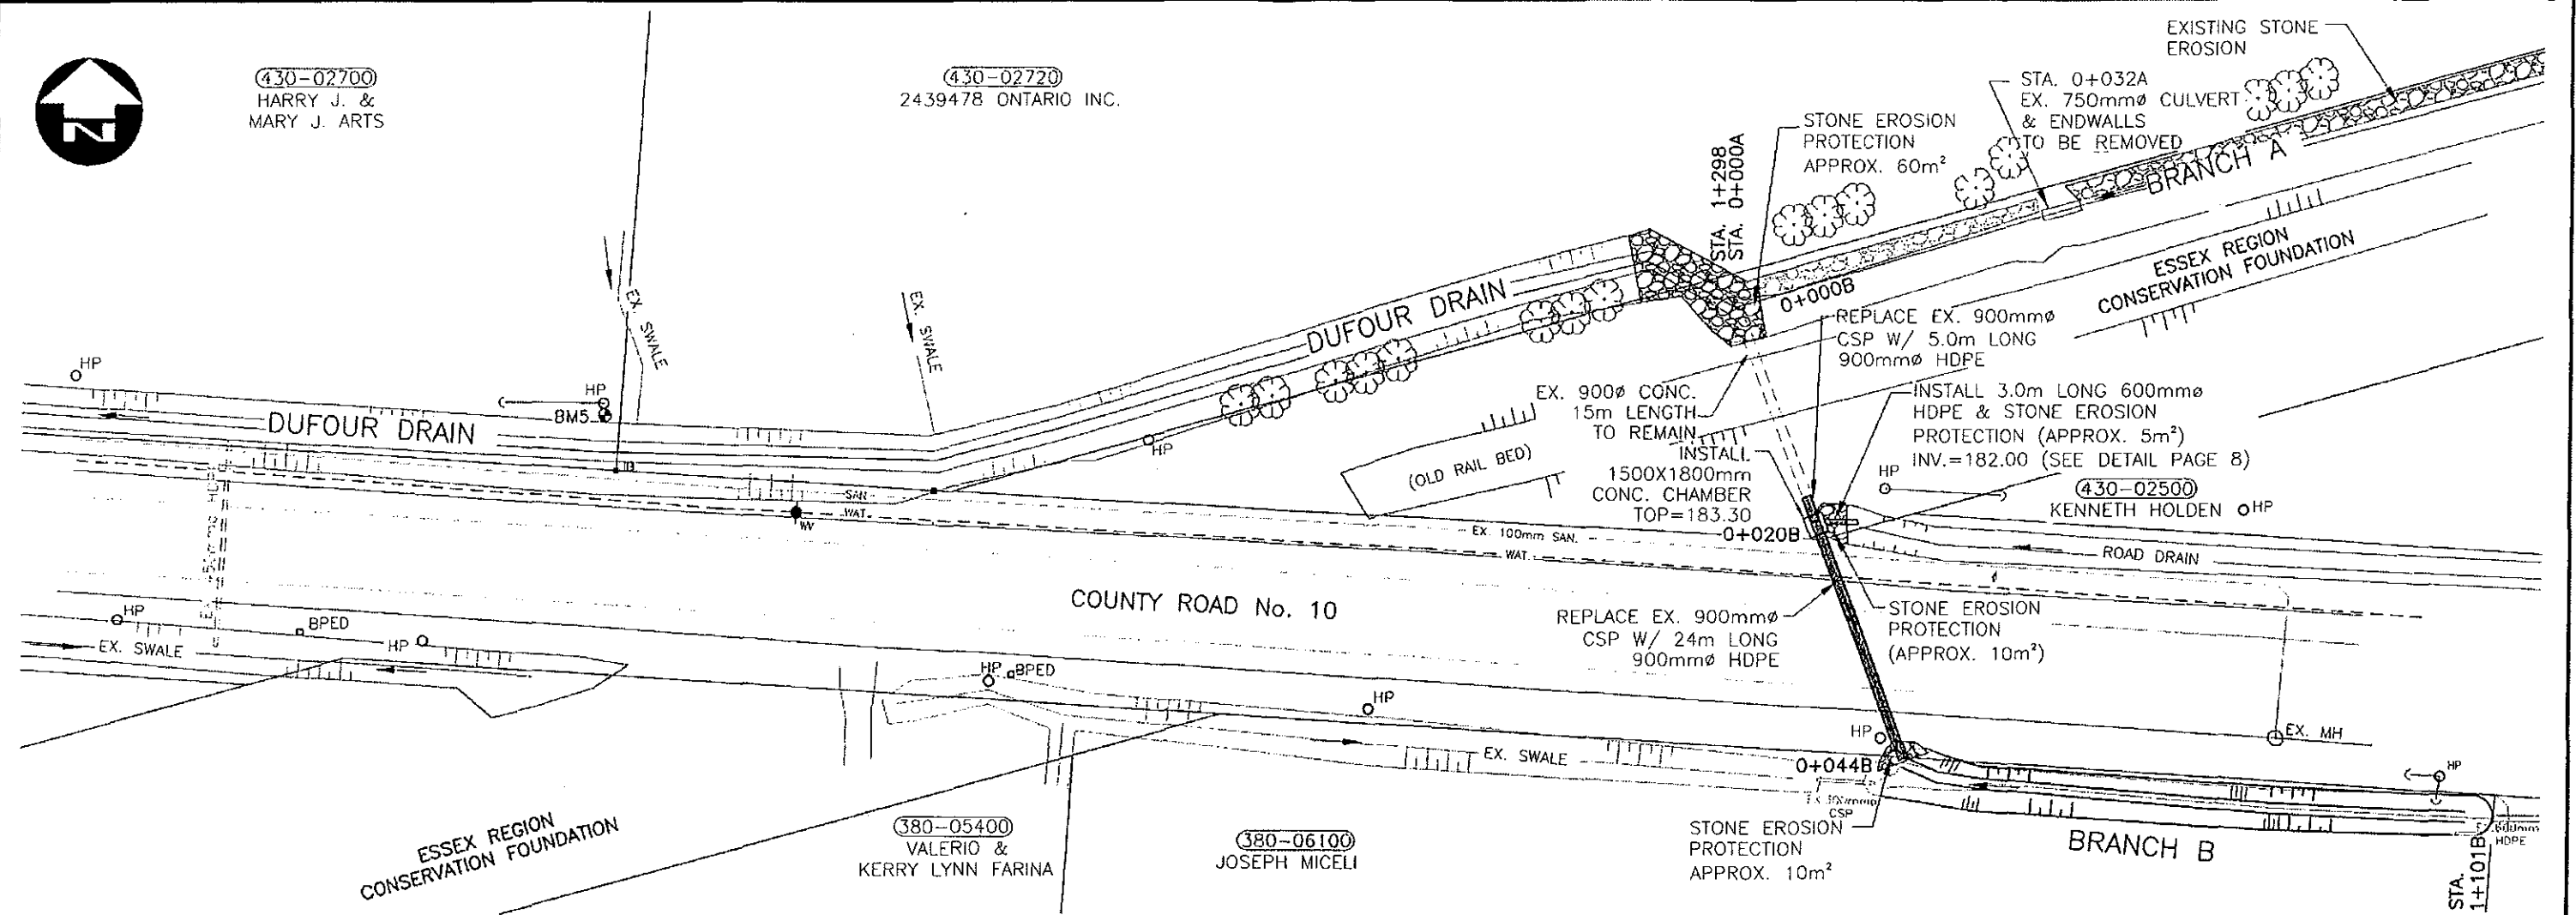 N
430-02700
HARRY J. &
MARY J. ARTS
430-02720
2439478 ONTARIO INC.
EXISTING STONE
EROSION
STA. 0+032A
EX. 750mmø CULVERT
& ENDWALLS
TO BE REMOVED
STONE EROSION
PROTECTION
APPROX. 60m²
STA. 1+298
STA. 0+000A
BRANCH A
ESSEX REGION
CONSERVATION FOUNDATION
0+000B
REPLACE EX. 900mmø
CSP W/ 5.0m LONG
900mmø HDPE
EX. SWALE
EX. SWALE
DUFOUR DRAIN
HP
HP
BM5
DUFOUR DRAIN
HP
EX. 900ø CONC.
15m LENGTH
TO REMAIN
(OLD RAIL BED)
INSTALL
1500X1800mm
CONC. CHAMBER
TOP=183.30
INSTALL 3.0m LONG 600mmø
HDPE & STONE EROSION
PROTECTION (APPROX. 5m²)
INV.=182.00 (SEE DETAIL PAGE 8)
HP
430-02500
KENNETH HOLDEN
HP
SAN.
WAT.
WV
EX. 100mm SAN.
WAT.
0+020B
ROAD DRAIN
COUNTY ROAD No. 10
REPLACE EX. 900mmø
CSP W/ 24m LONG
900mmø HDPE
STONE EROSION
PROTECTION
(APPROX. 10m²)
HP
BPED
HP
EX. SWALE
HP
BPED
HP
EX. SWALE
HP
0+044B
CSP
EX. MH
HP
HDPE
STONE EROSION
PROTECTION
APPROX. 10m²
BRANCH B
STA.
1+101B
ESSEX REGION
CONSERVATION FOUNDATION
380-05400
VALERIO &
KERRY LYNN FARINA
380-06100
JOSEPH MICELI